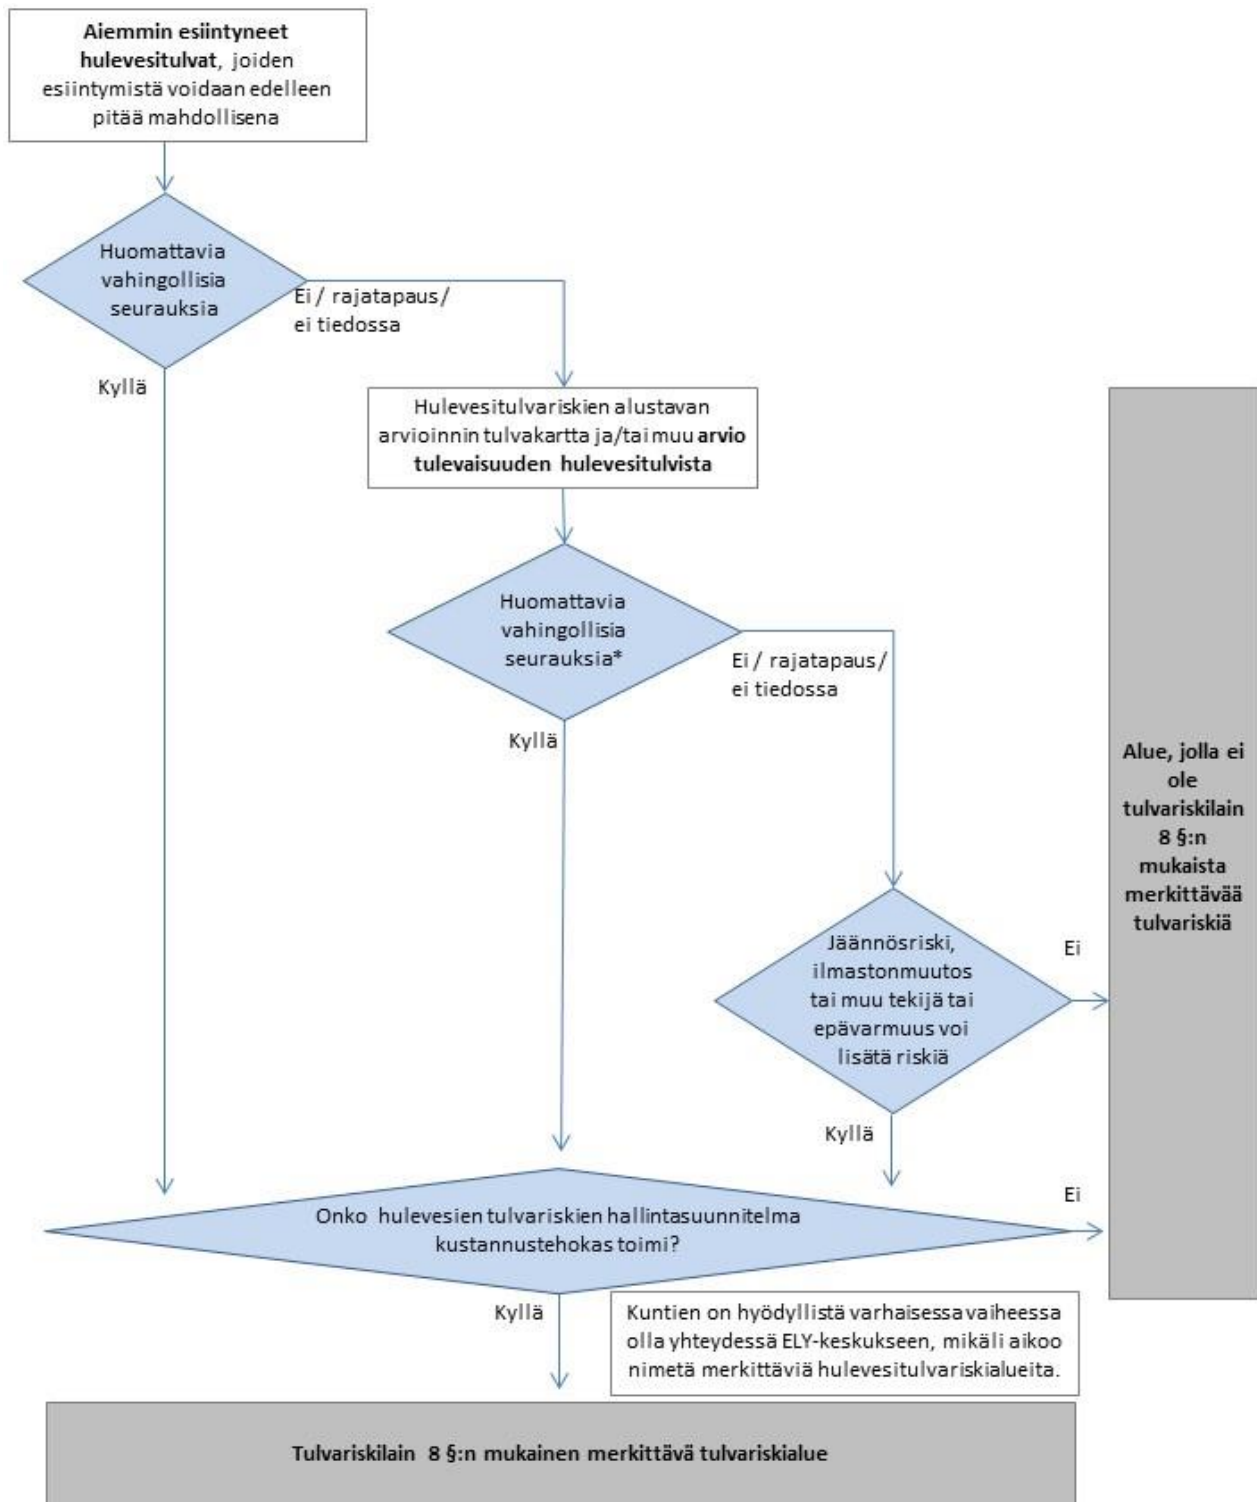 Aiemmin esiintyneet
hulevesitulvat, joiden
esiintymistä voidaan edelleen
pitää mahdollisena
Huomattavia
vahingollisia
seurauksia
Ei / rajatapaus/
ei tiedossa
Kyllä
Hulevesitulvariskien alustavan
arvioinnin tulvakartta ja/tai muu arvio
tulevaisuuden hulevesitulvista
Huomattavia
vahingollisia
seurauksia*
Ei / rajatapaus/
ei tiedossa
Kyllä
Alue, jolla ei
ole
tulvariskilain
8 §:n
mukaista
merkittävää
tulvariskiä
Jäännösriski,
ilmastonmuutos
tai muu tekijä tai
epävarmuus voi
lisätä riskiä
Ei
Kyllä
Onko hulevesien tulvariskien hallintasuunnitelma
kustannustehokas toimi?
Ei
Kyllä
Kuntien on hyödyllistä varhaisessa vaiheessa
olla yhteydessä ELY-keskukseen, mikäli aikoo
nimetä merkittäviä hulevesitulvariskialueita.
Tulvariskilain 8 §:n mukainen merkittävä tulvariskialue